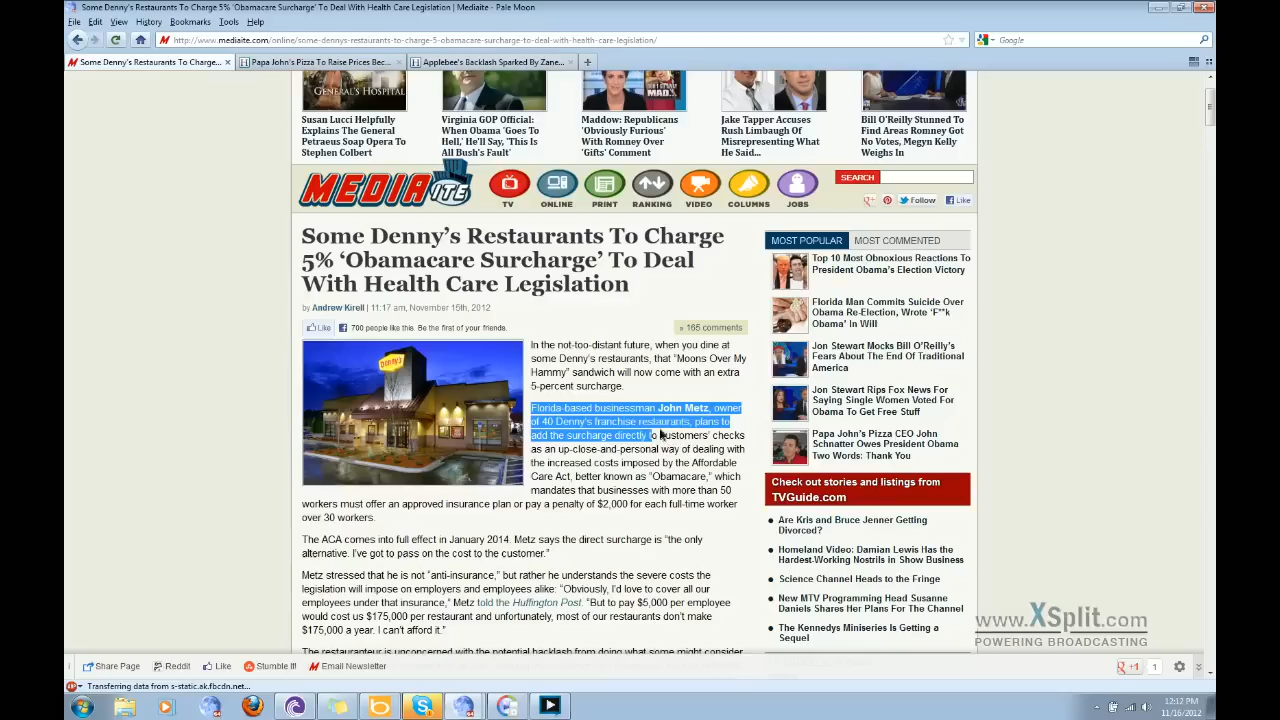 Some Denny's Restaurants To Charge 5% 'Obamacare Surcharge' To Deal With Health Care Legislation | Mediaite - Pale Moon
File Edit View History Bookmarks Tools Help
http://www.mediaite.com/online/some-dennys-restaurants-to-charge-5-obamacare-surcharge-to-deal-with-health-care-legislation/
Google
Some Denny's Restaurants To Charge...
Papa John's Pizza To Raise Prices Bec...
Applebee's Backlash Sparked By Zane...
GENERAL'S HOSPITAL
MAD
Susan Lucci Helpfully
Explains The General
Petraeus Soap Opera To
Stephen Colbert
Virginia GOP Official:
When Obama 'Goes To
Hell,' He'll Say, 'This Is
All Bush's Fault'
Maddow: Republicans
'Obviously Furious'
With Romney Over
'Gifts' Comment
Jake Tapper Accuses
Rush Limbaugh Of
Misrepresenting What
He Said...
Bill O'Reilly Stunned To
Find Areas Romney Got
No Votes, Megyn Kelly
Weighs In
MEDIAITE
TV
ONLINE
PRINT
RANKING
VIDEO
COLUMNS
JOBS
SEARCH
Follow
Like
Some Denny's Restaurants To Charge
5% 'Obamacare Surcharge' To Deal
With Health Care Legislation
by Andrew Kirell | 11:17 am, November 15th, 2012
Like 700 people like this. Be the first of your friends.
» 165 comments
Denny's
In the not-too-distant future, when you dine at
some Denny's restaurants, that "Moons Over My
Hammy" sandwich will now come with an extra
5-percent surcharge.
Florida-based businessman John Metz, owner
of 40 Denny's franchise restaurants, plans to
add the surcharge directly to customers' checks
as an up-close-and-personal way of dealing with
the increased costs imposed by the Affordable
Care Act, better known as "Obamacare," which
mandates that businesses with more than 50
workers must offer an approved insurance plan or pay a penalty of $2,000 for each full-time worker
over 30 workers.
The ACA comes into full effect in January 2014. Metz says the direct surcharge is "the only
alternative. I've got to pass on the cost to the customer."
Metz stressed that he is not "anti-insurance," but rather he understands the severe costs the
legislation will impose on employers and employees alike: "Obviously, I'd love to cover all our
employees under that insurance," Metz told the Huffington Post. "But to pay $5,000 per employee
would cost us $175,000 per restaurant and unfortunately, most of our restaurants don't make
$175,000 a year. I can't afford it."
The restaurateur is unconcerned with the potential backlash from doing what some might consider
MOST POPULAR
MOST COMMENTED
Top 10 Most Obnoxious Reactions To
President Obama's Election Victory
Florida Man Commits Suicide Over
Obama Re-Election, Wrote 'F**k
Obama' In Will
Jon Stewart Mocks Bill O'Reilly's
Fears About The End Of Traditional
America
Jon Stewart Rips Fox News For
Saying Single Women Voted For
Obama To Get Free Stuff
Papa John's Pizza CEO John
Schnatter Owes President Obama
Two Words: Thank You
Check out stories and listings from
TVGuide.com
Are Kris and Bruce Jenner Getting
Divorced?
Homeland Video: Damian Lewis Has the
Hardest-Working Nostrils in Show Business
Science Channel Heads to the Fringe
New MTV Programming Head Susanne
Daniels Shares Her Plans For The Channel
The Kennedys Miniseries Is Getting a
Sequel
www.XSplit.com
POWERING BROADCASTING
Share Page
Reddit
Like
Stumble It!
Email Newsletter
+1
1
Transferring data from s-static.ak.fbcdn.net...
12:12 PM
11/16/2012